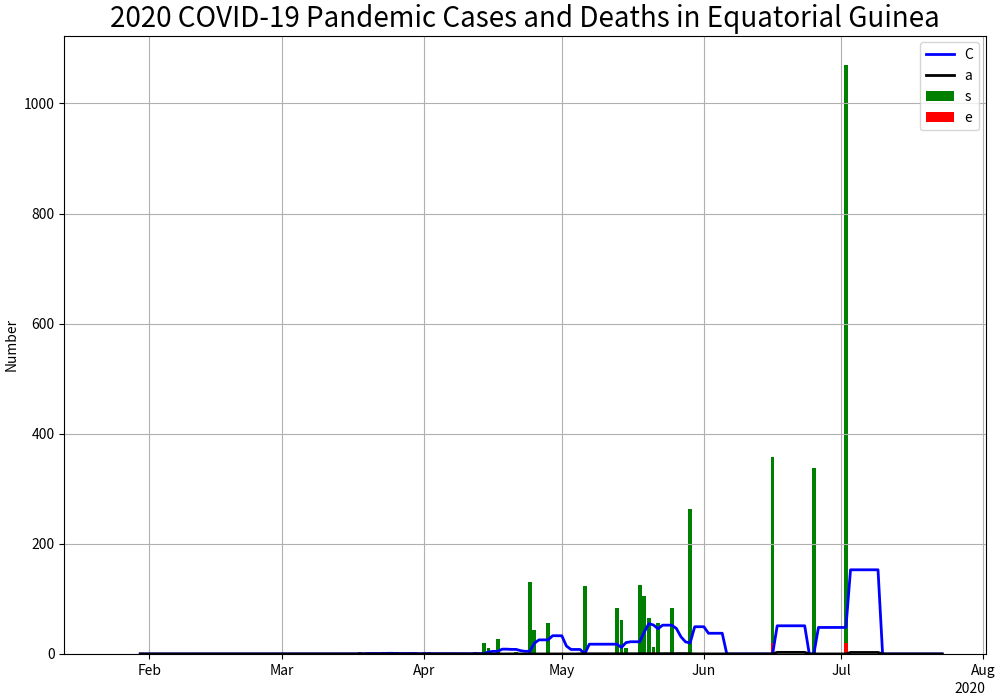 2020 COVID-19 Pandemic Cases and Deaths in Equatorial Guinea
C
a
s
e
1000
800
600
400
200
0
Number
Feb Mar Apr May Jun Jul Aug
2020